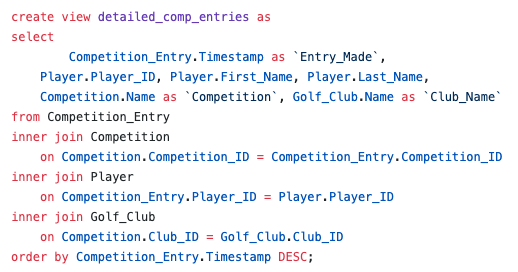 create view detailed_comp_entries as
select
        Competition_Entry.Timestamp as `Entry_Made`,
    Player.Player_ID, Player.First_Name, Player.Last_Name,
    Competition.Name as `Competition`, Golf_Club.Name as `Club_Name`
from Competition_Entry
inner join Competition
    on Competition.Competition_ID = Competition_Entry.Competition_ID
inner join Player
    on Competition_Entry.Player_ID = Player.Player_ID
inner join Golf_Club
    on Competition.Club_ID = Golf_Club.Club_ID
order by Competition_Entry.Timestamp DESC;